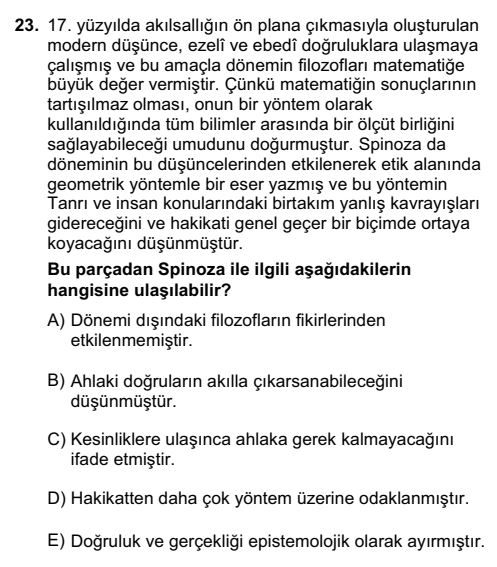 23. 17. yüzyılda akılsallığın ön plana çıkmasıyla oluşturulan
modern düşünce, ezelî ve ebedî doğruluklara ulaşmaya
çalışmış ve bu amaçla dönemin filozofları matematiğe
büyük değer vermiştir. Çünkü matematiğin sonuçlarının
tartışılmaz olması, onun bir yöntem olarak
kullanıldığında tüm bilimler arasında bir ölçüt birliğini
sağlayabileceği umudunu doğurmuştur. Spinoza da
döneminin bu düşüncelerinden etkilenerek etik alanında
geometrik yöntemle bir eser yazmış ve bu yöntemin
Tanrı ve insan konularındaki birtakım yanlış kavrayışları
gidereceğini ve hakikati genel geçer bir biçimde ortaya
koyacağını düşünmüştür.
Bu parçadan Spinoza ile ilgili aşağıdakilerin
hangisine ulaşılabilir?
A) Dönemi dışındaki filozofların fikirlerinden
etkilenmemiştir.
B) Ahlaki doğruların akılla çıkarsanabileceğini
düşünmüştür.
C) Kesinliklere ulaşınca ahlaka gerek kalmayacağını
ifade etmiştir.
D) Hakikatten daha çok yöntem üzerine odaklanmıştır.
E) Doğruluk ve gerçekliği epistemolojik olarak ayırmıştır.